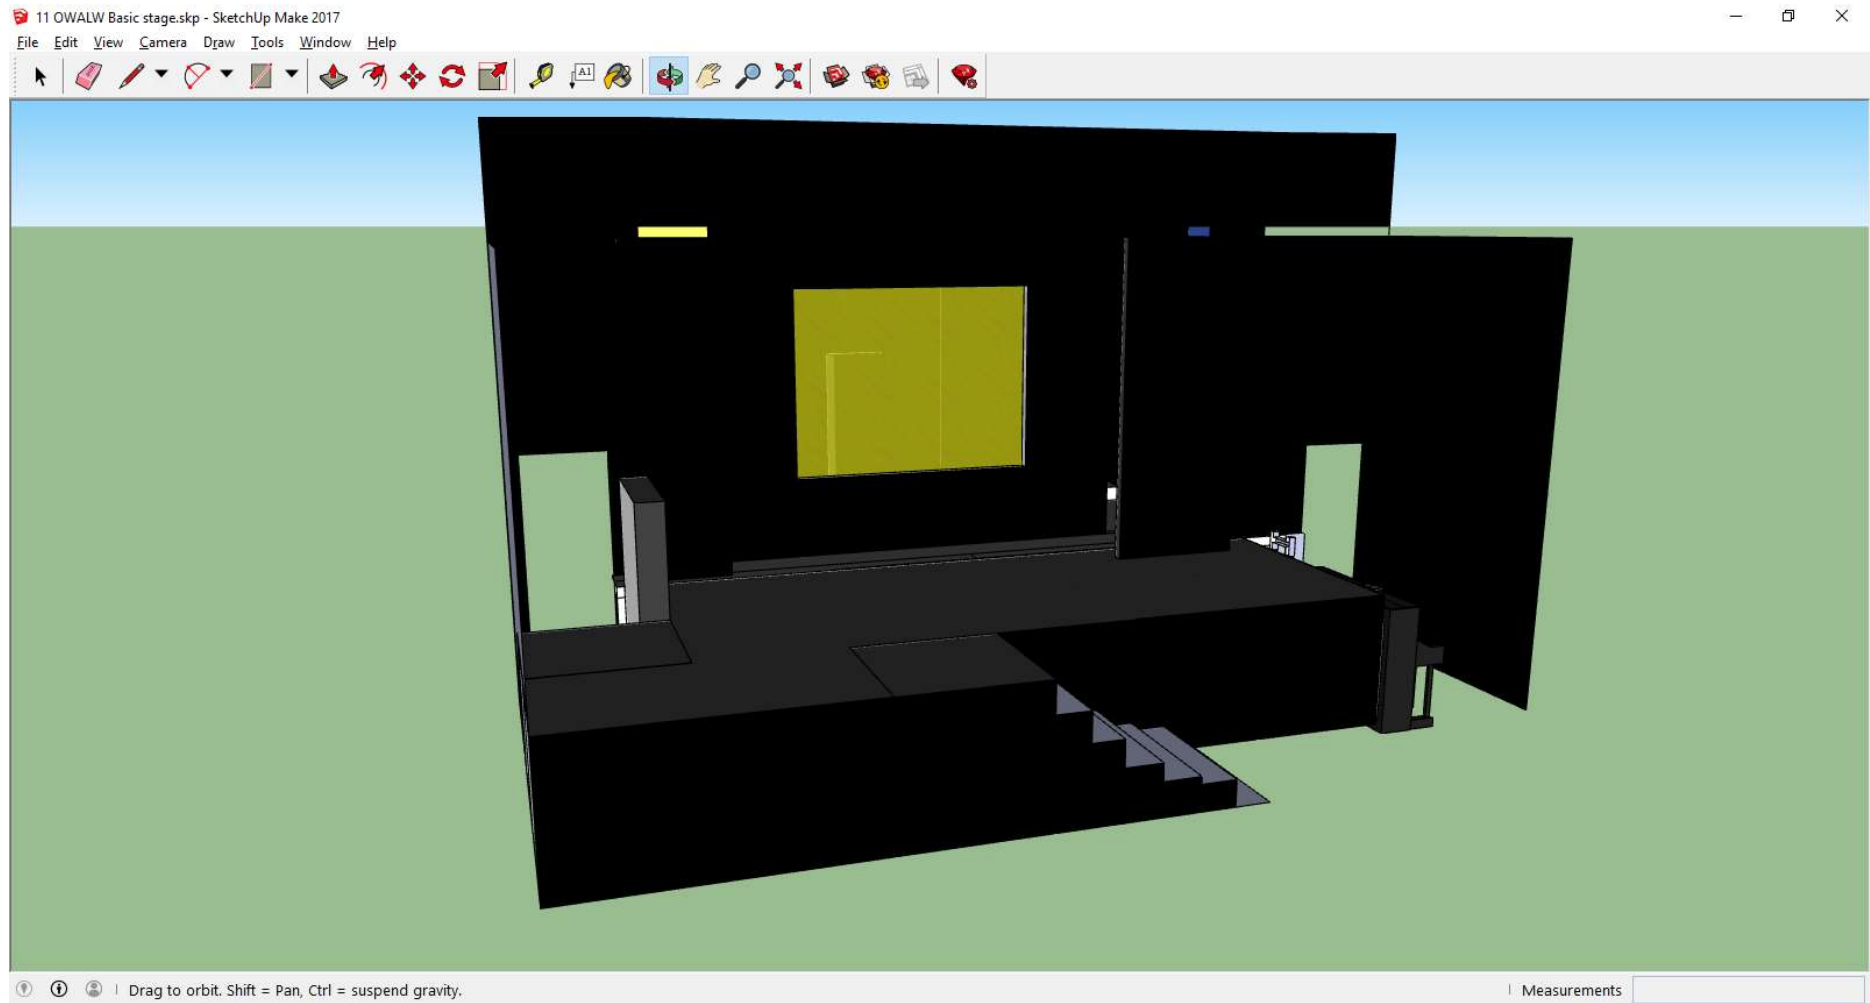 11 OWALW Basic stage.skp - SketchUp Make 2017
File Edit View Camera Draw Tools Window Help
A1
Drag to orbit. Shift = Pan, Ctrl = suspend gravity.
Measurements